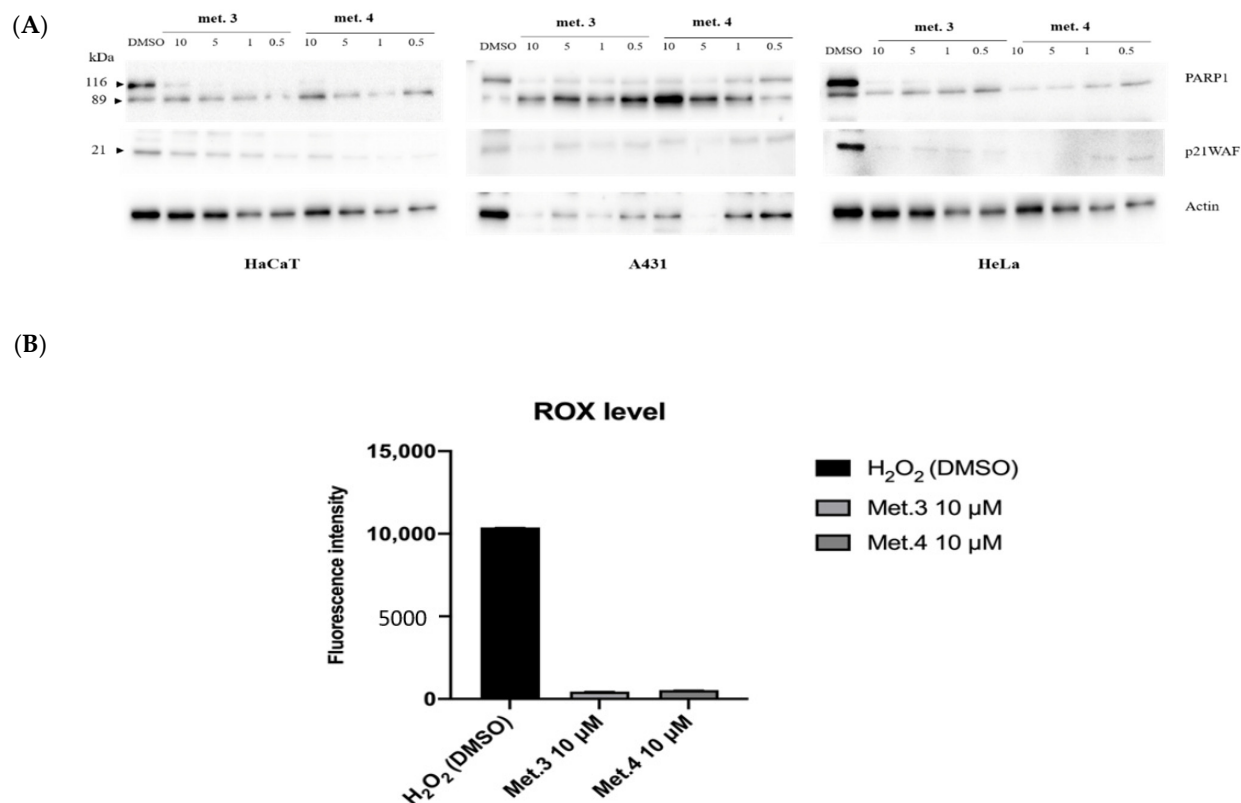 (A)
met. 3 met. 4
DMSO 10 5 1 0.5 10 5 1 0.5
kDa
116
89
21
HaCaT
met. 3 met. 4
DMSO 10 5 1 0.5 10 5 1 0.5
A431
met. 3 met. 4
DMSO 10 5 1 0.5 10 5 1 0.5
PARP1
p21WAF
Actin
HeLa
(B)
ROX level
Fluorescence intensity
15,000
10,000
5000
0
H₂O₂ (DMSO)
Met.3 10 µM
Met.4 10 µM
H₂O₂ (DMSO)
Met.3 10 µM
Met.4 10 µM